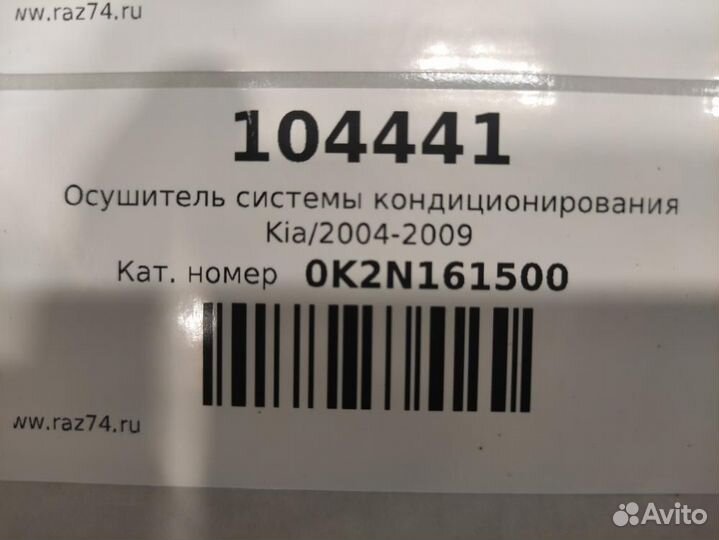 ww.raz74.ru
104441
Осушитель системы кондиционирования
Kia/2004-2009
Кат. номер 0K2N161500
ww.raz74.ru
Avito